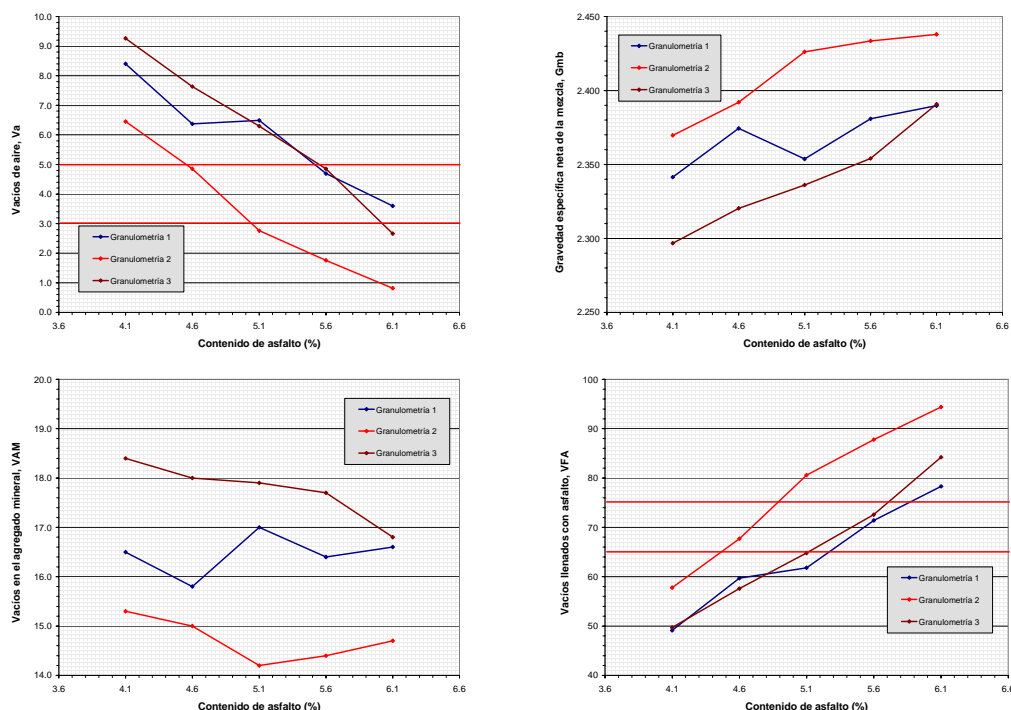 10.0
9.0
8.0
7.0
6.0
5.0
4.0
3.0
2.0
1.0
0.0
Vacíos de aire, Va
Granulometría 1
Granulometría 2
Granulometría 3
3.6 4.1 4.6 5.1 5.6 6.1 6.6
Contenido de asfalto (%)
2.450
2.400
2.350
2.300
2.250
Gravedad específica neta de la mezcla, Gmb
Granulometría 1
Granulometría 2
Granulometría 3
3.6 4.1 4.6 5.1 5.6 6.1 6.6
Contenido de asfalto (%)
20.0
19.0
18.0
17.0
16.0
15.0
14.0
Vacíos en el agregado mineral, VAM
Granulometría 1
Granulometría 2
Granulometría 3
3.6 4.1 4.6 5.1 5.6 6.1 6.6
Contenido de asfalto (%)
100
90
80
70
60
50
40
Vacíos llenados con asfalto, VFA
Granulometría 1
Granulometría 2
Granulometría 3
3.6 4.1 4.6 5.1 5.6 6.1 6.6
Contenido de asfalto (%)